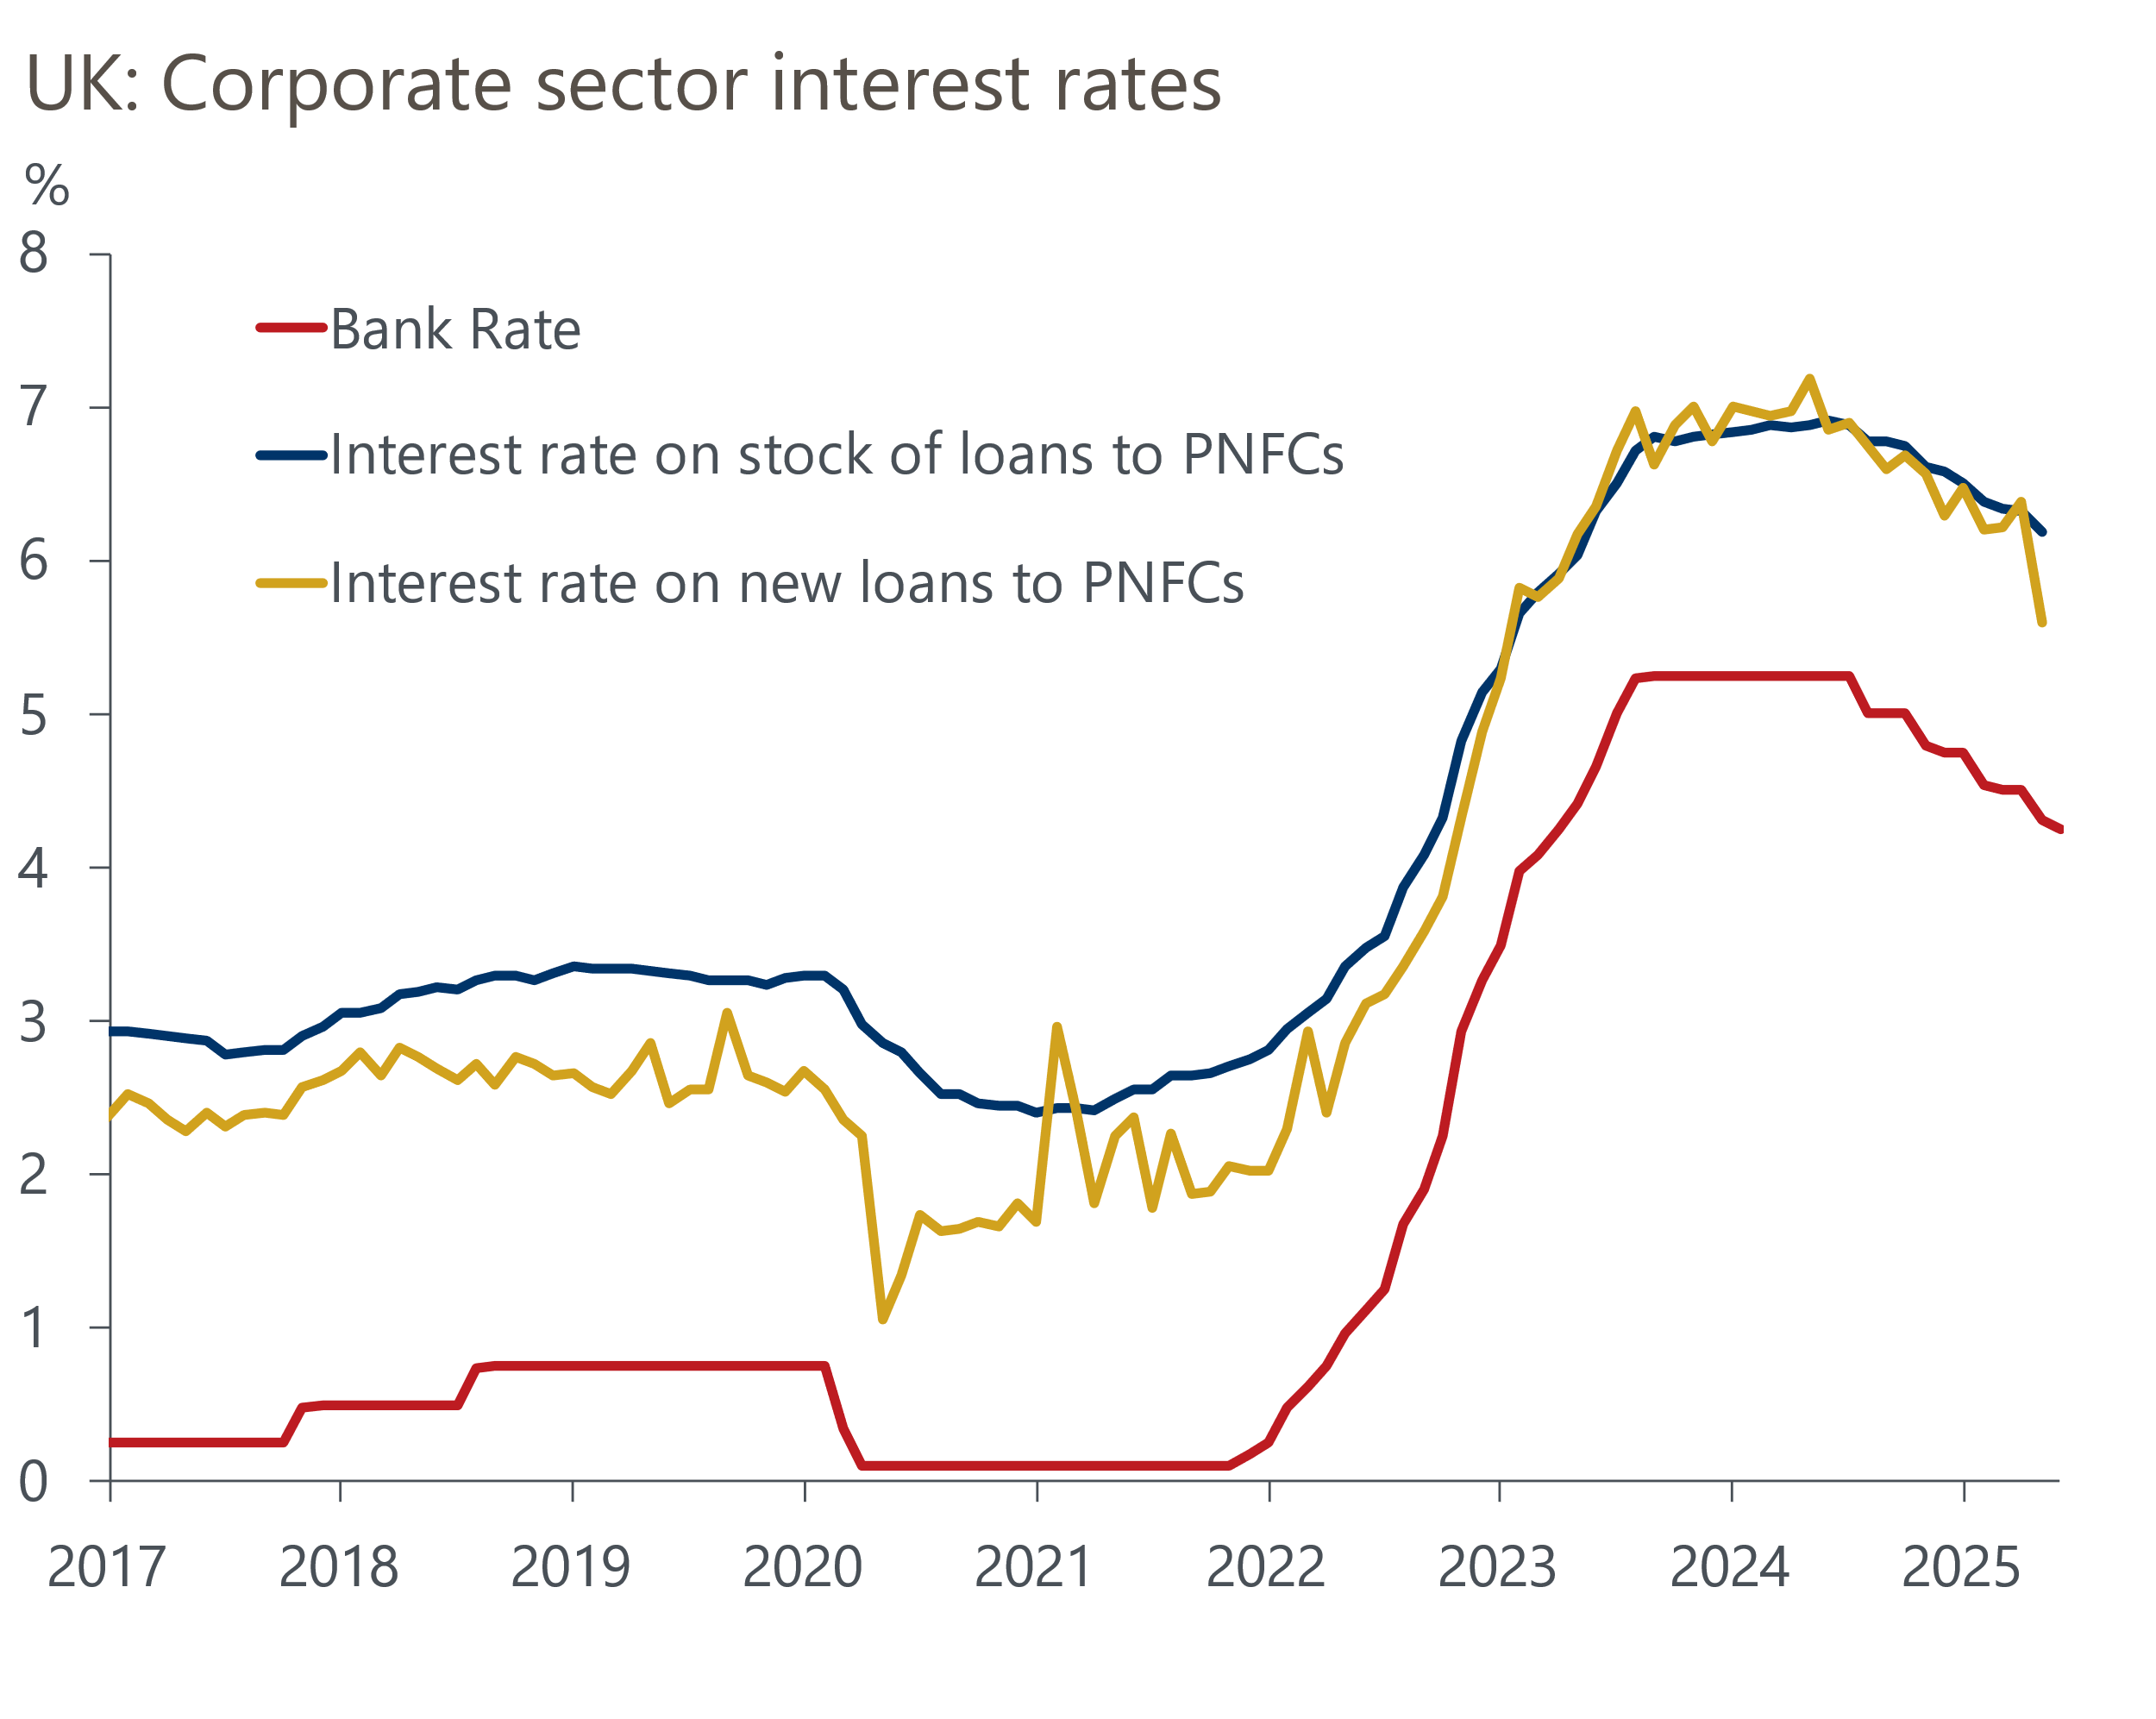 UK: Corporate sector interest rates
%
8
Bank Rate
7
Interest rate on stock of loans to PNFCs
6
Interest rate on new loans to PNFCs
5
4
3
2
1
0
2017 2018 2019 2020 2021 2022 2023 2024 2025